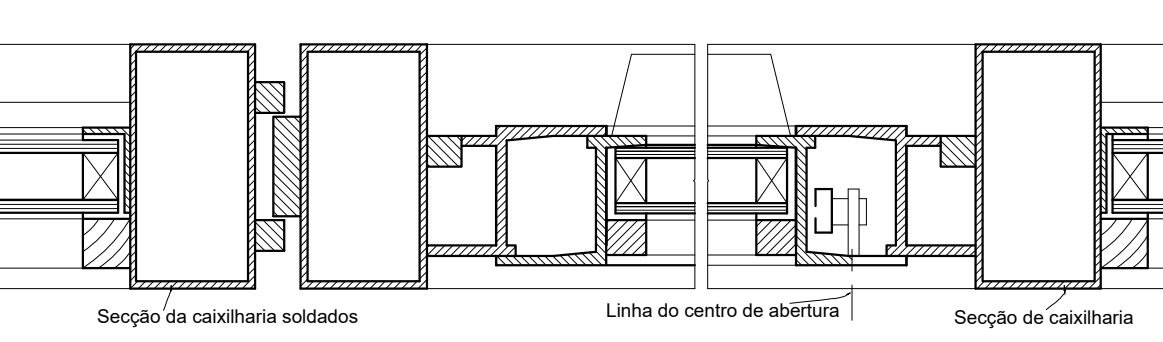 Secção da caixilharia soldados
Linha do centro de abertura
Secção de caixilharia